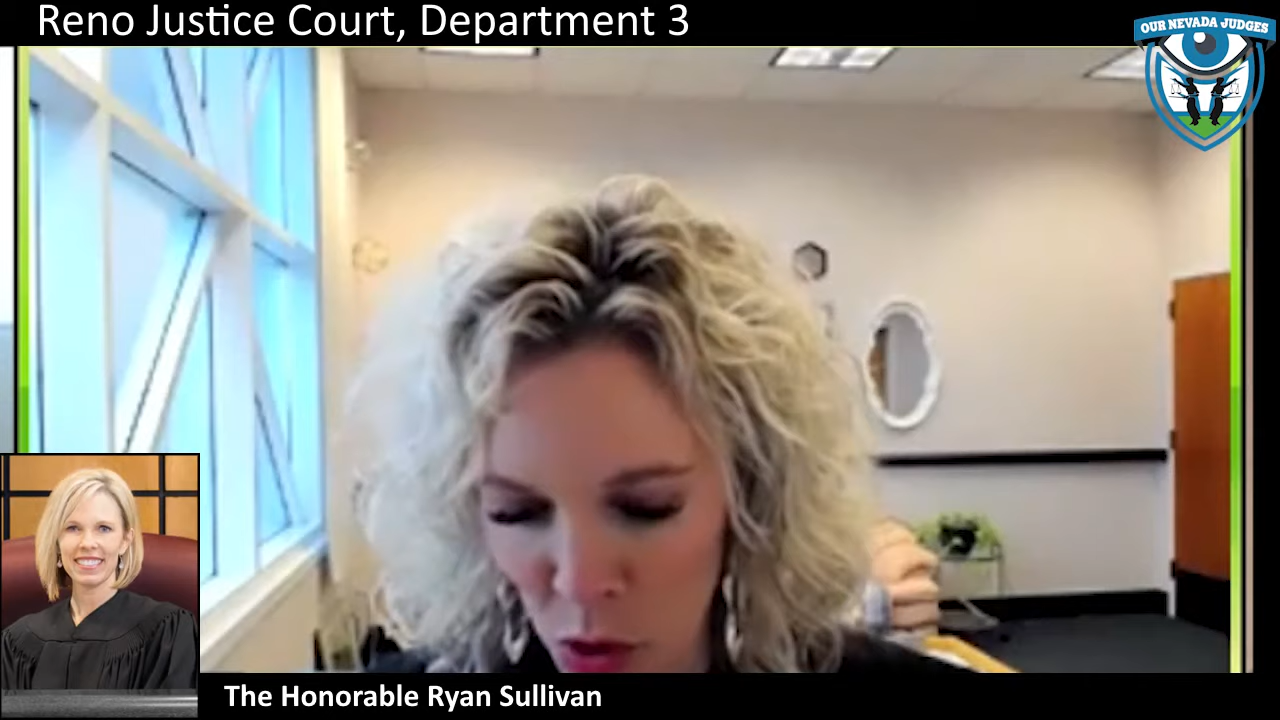 Reno Justice Court, Department 3
OUR NEVADA JUDGES
The Honorable Ryan Sullivan